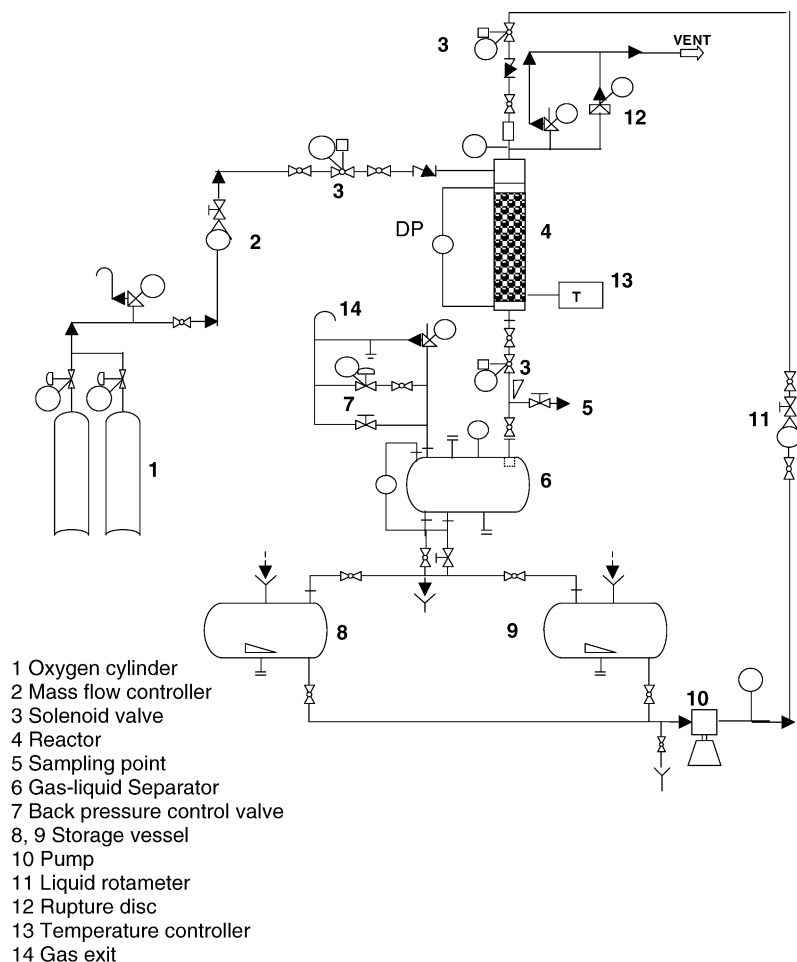 3
VENT
12
3
2
DP
4
13
T
14
3
7
5
11
1
6
8
9
10
1 Oxygen cylinder
2 Mass flow controller
3 Solenoid valve
4 Reactor
5 Sampling point
6 Gas-liquid Separator
7 Back pressure control valve
8, 9 Storage vessel
10 Pump
11 Liquid rotameter
12 Rupture disc
13 Temperature controller
14 Gas exit